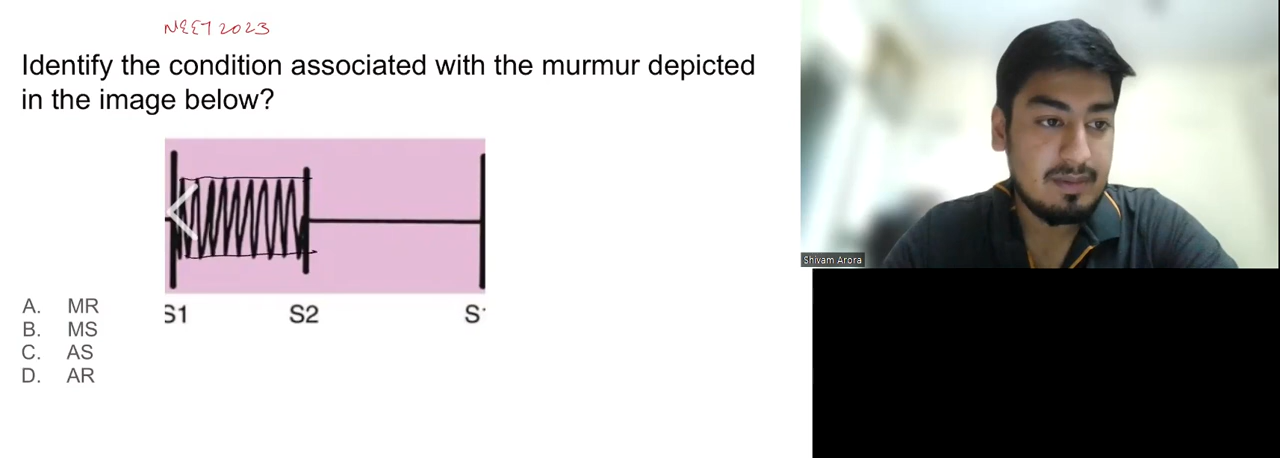 NEET 2023
Identify the condition associated with the murmur depicted
in the image below?
S1 S2 S1
A. MR
B. MS
C. AS
D. AR
Shivam Arora